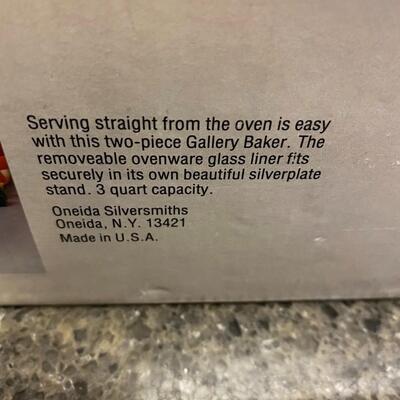 Serving straight from the oven is easy
with this two-piece Gallery Baker. The
removeable ovenware glass liner fits
securely in its own beautiful silverplate
stand. 3 quart capacity.
Oneida Silversmiths
Oneida, N.Y. 13421
Made in U.S.A.